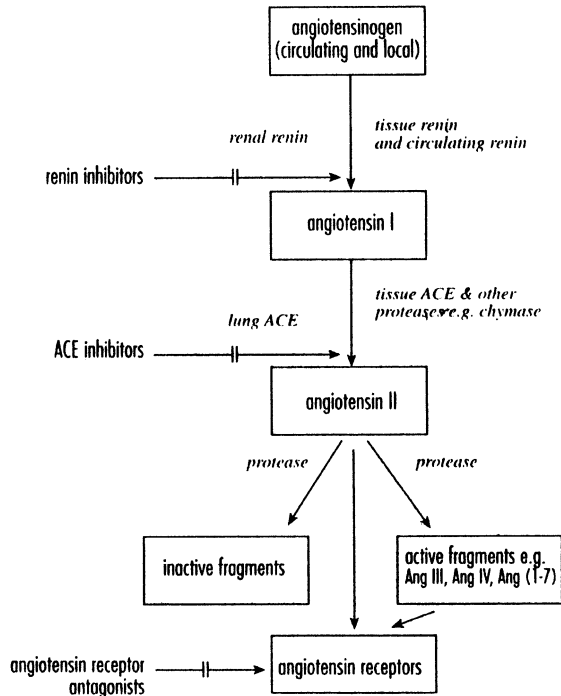 angiotensinogen
(circulating and local)
renal renin
tissue renin
and circulating renin
renin inhibitors
angiotensin I
tissue ACE & other
proteases e.g. chymase
lung ACE
ACE inhibitors
angiotensin II
protease
protease
inactive fragments
active fragments e.g.
Ang III, Ang IV, Ang (1-7)
angiotensin receptor
antagonists
angiotensin receptors